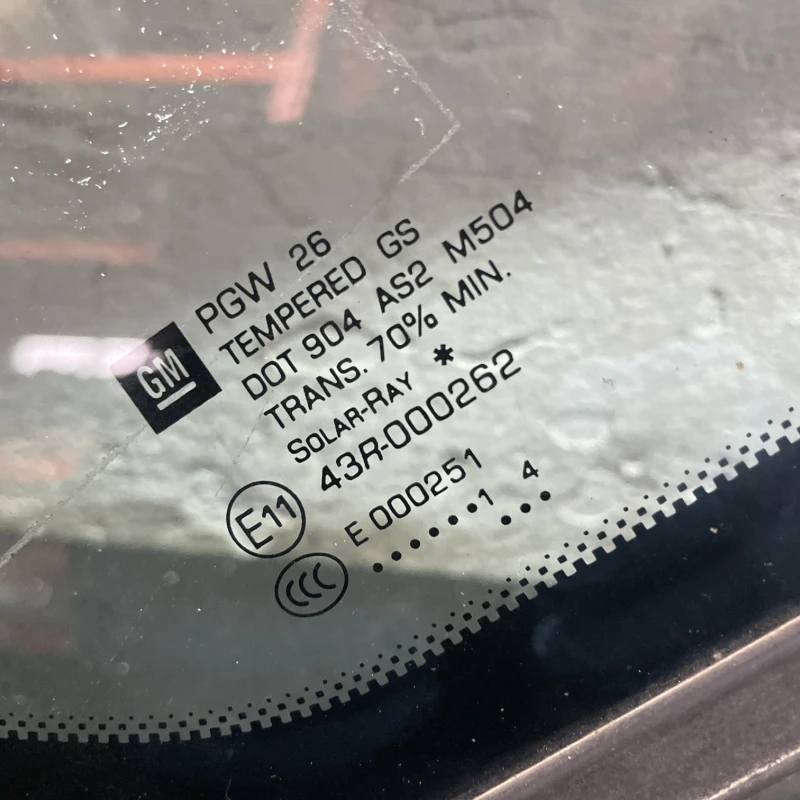 GM
PGW 26
TEMPERED GS
DOT 904 AS2 M504
TRANS. 70% MIN.
SOLAR-RAY *
43R-000262
E11
E 000251
CCC
......1 4
...